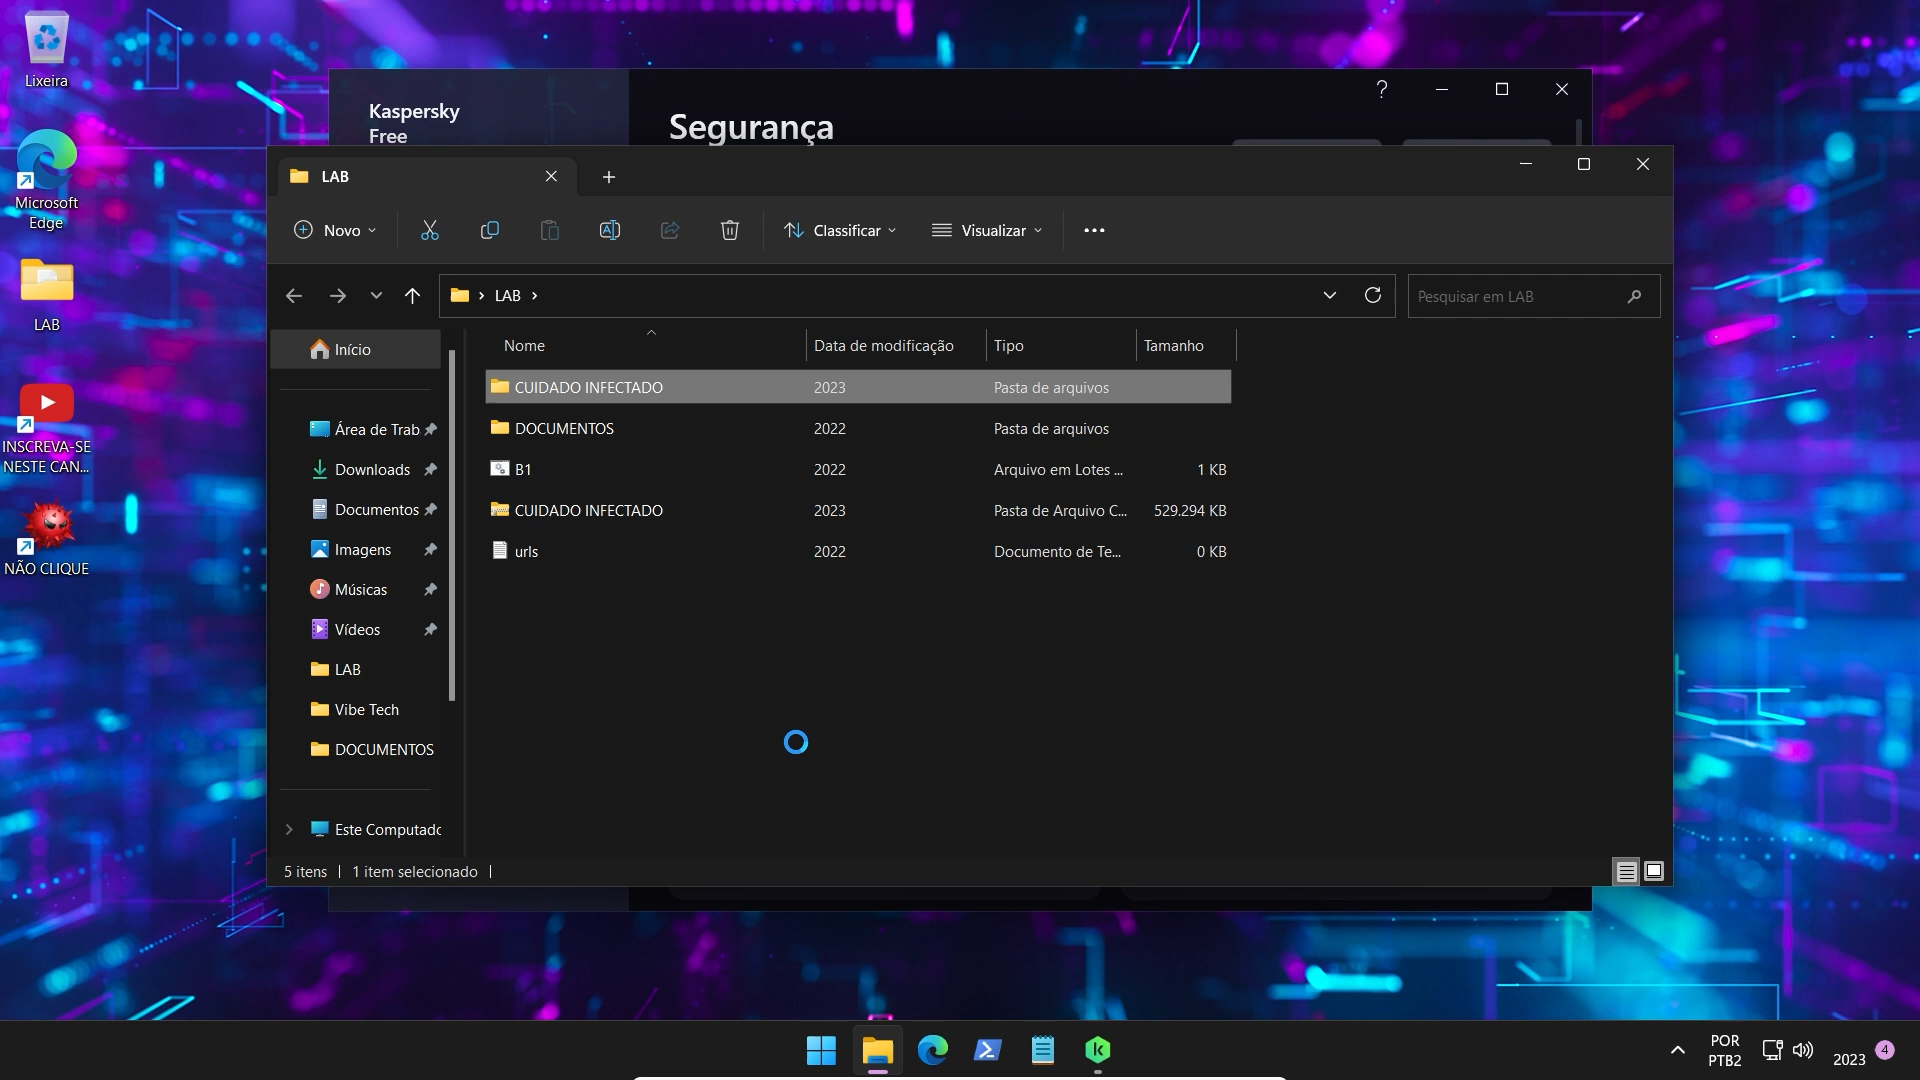 Lixeira
Microsoft
Edge
LAB
INSCREVA-SE
NESTE CAN...
NÃO CLIQUE
Kaspersky
Free
Segurança
LAB
Novo
Classificar
Visualizar
LAB
Pesquisar em LAB
Início
Área de Trab
Downloads
Documentos
Imagens
Músicas
Vídeos
LAB
Vibe Tech
DOCUMENTOS
Este Computado
Nome Data de modificação Tipo Tamanho
CUIDADO INFECTADO 2023 Pasta de arquivos
DOCUMENTOS 2022 Pasta de arquivos
B1 2022 Arquivo em Lotes ... 1 KB
CUIDADO INFECTADO 2023 Pasta de Arquivo C... 529.294 KB
urls 2022 Documento de Te... 0 KB
5 itens 1 item selecionado
POR
PTB2
2023 4